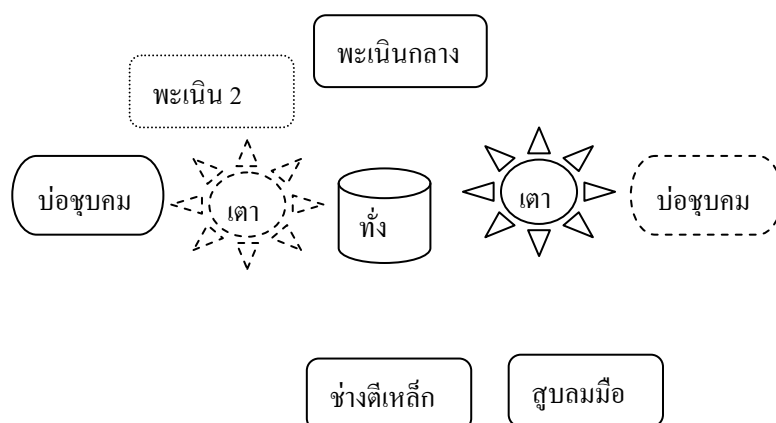 พะเนินกลาง
พะเนิน 2
บ่อชุบคม
เตา
ทั่ง
เตา
บ่อชุบคม
ช่างตีเหล็ก
สูบลมมือ